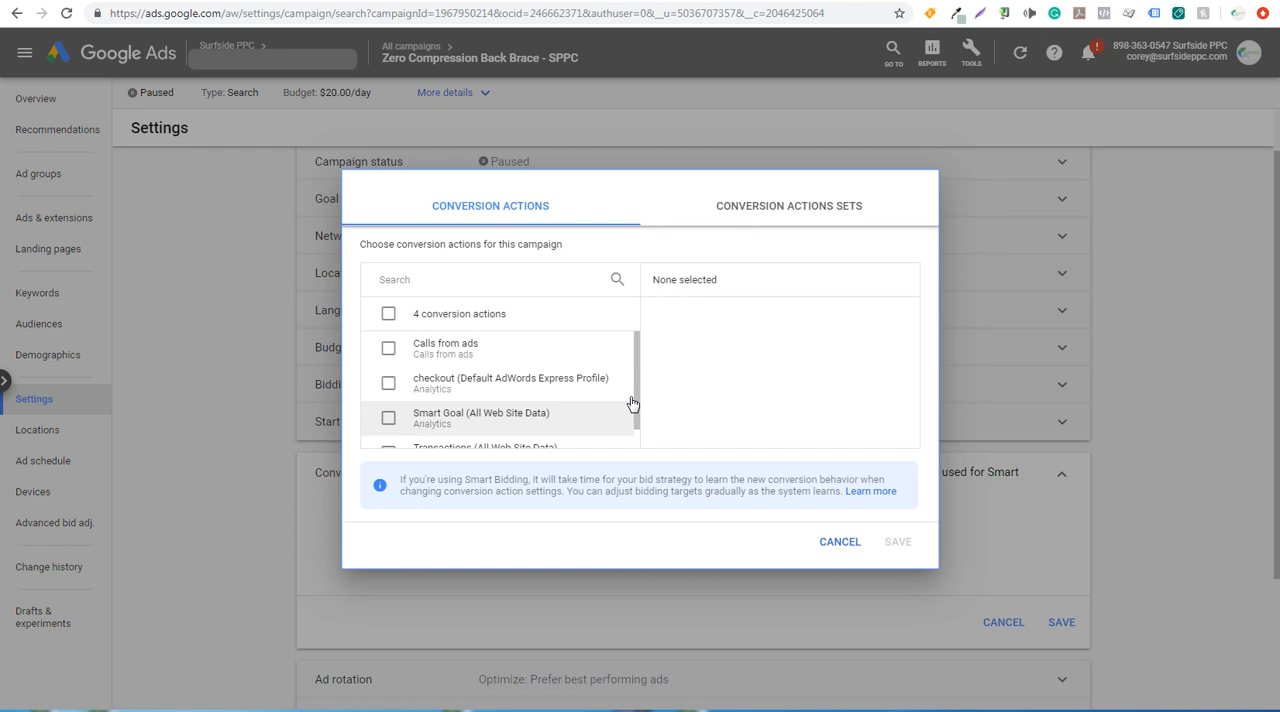 https://ads.google.com/aw/settings/campaign/search?campaignId=1967950214&ocid=246662371&authuser=0&__u=5036707357&__c=2046425064
Google Ads
Surfside PPC
All campaigns
Zero Compression Back Brace - SPPC
GO TO
REPORTS
TOOLS
898-363-0547 Surfside PPC
corey@surfsideppc.com
Overview
Recommendations
Ad groups
Ads & extensions
Landing pages
Keywords
Audiences
Demographics
Settings
Locations
Ad schedule
Devices
Advanced bid adj.
Change history
Drafts &
experiments
Paused
Type: Search
Budget: $20.00/day
More details
Settings
Campaign status
Paused
Goal
Netw
Loca
Lang
Budg
Biddi
Start
Conv
used for Smart
CONVERSION ACTIONS
CONVERSION ACTIONS SETS
Choose conversion actions for this campaign
Search
None selected
4 conversion actions
Calls from ads
Calls from ads
checkout (Default AdWords Express Profile)
Analytics
Smart Goal (All Web Site Data)
Analytics
Transactions (All Web Site Data)
If you're using Smart Bidding, it will take time for your bid strategy to learn the new conversion behavior when
changing conversion action settings. You can adjust bidding targets gradually as the system learns. Learn more
CANCEL
SAVE
CANCEL
SAVE
Ad rotation
Optimize: Prefer best performing ads